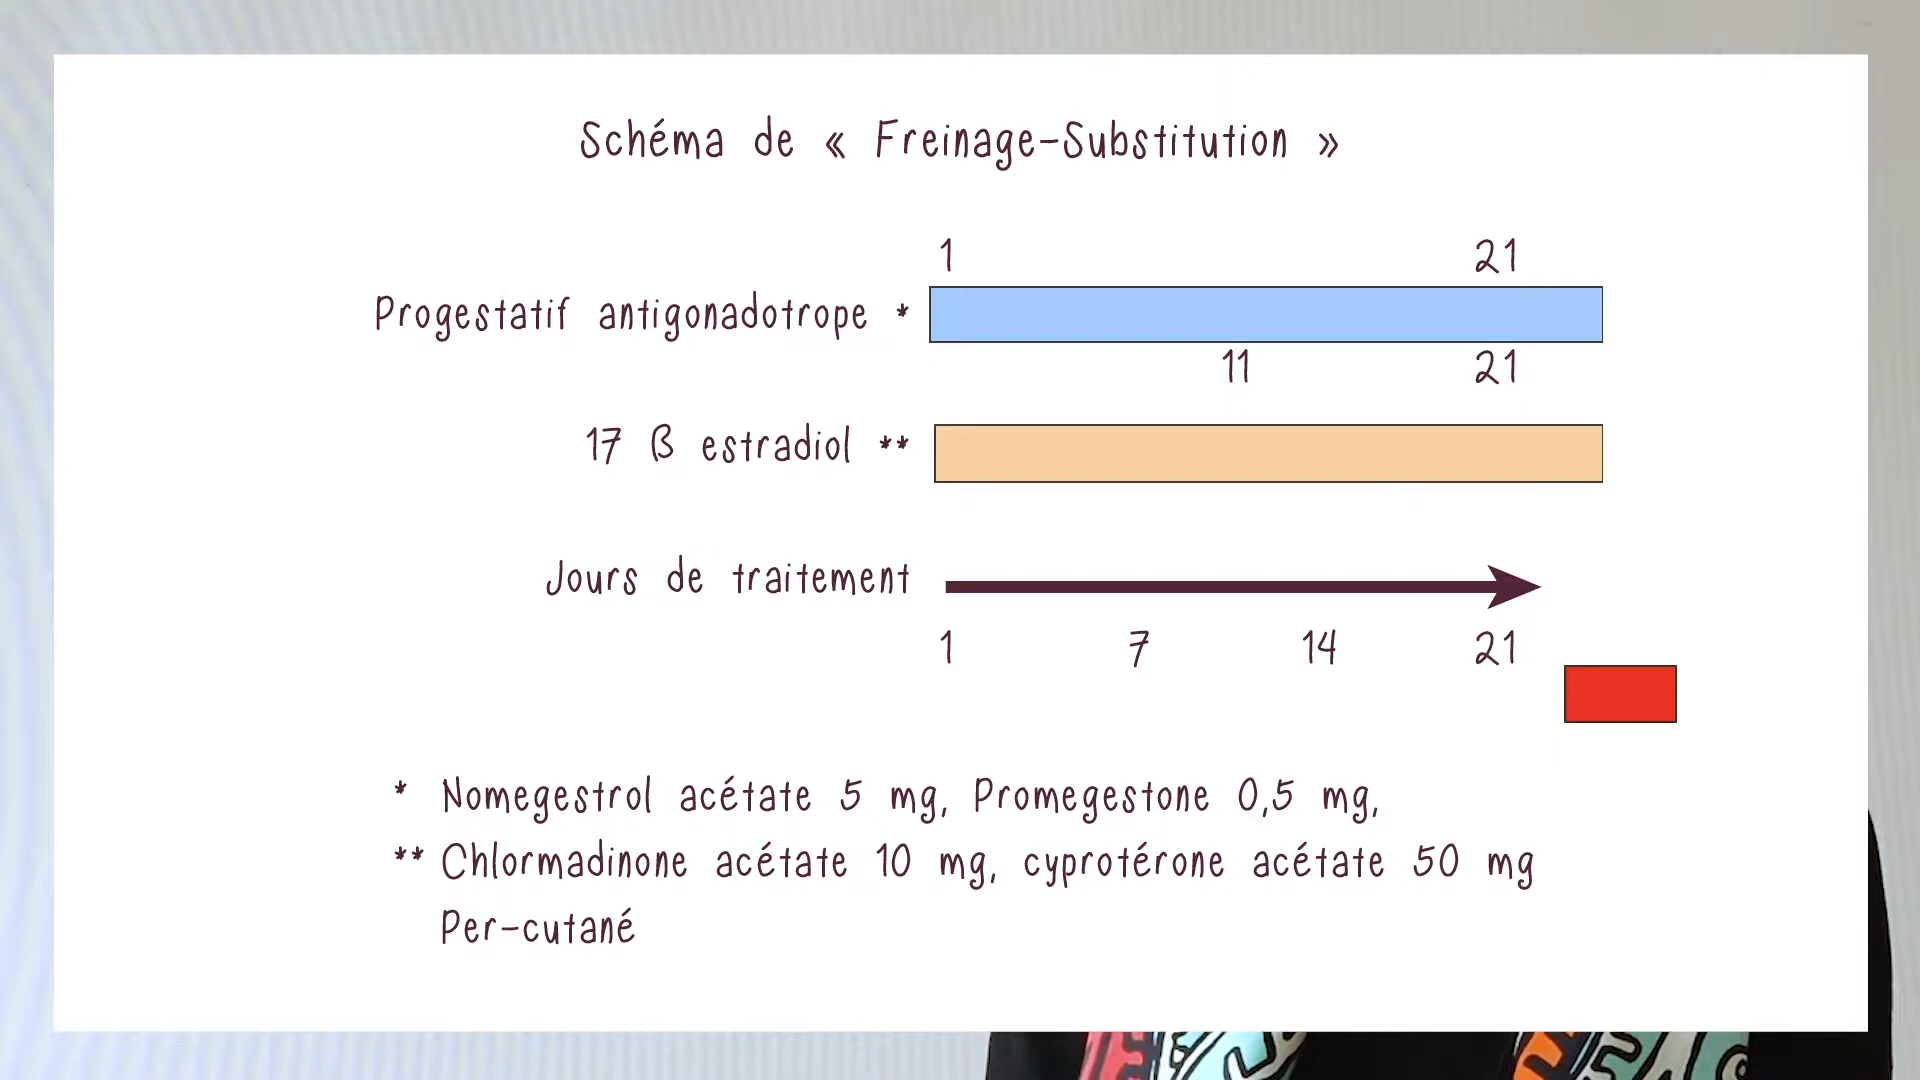 Schéma de « Freinage-Substitution »
1 21
Progestatif antigonadotrope *
11 21
17 ß estradiol **
Jours de traitement
1 7 14 21
* Nomegestrol acétate 5 mg, Promegestone 0,5 mg,
** Chlormadinone acétate 10 mg, cyprotérone acétate 50 mg
Per-cutané